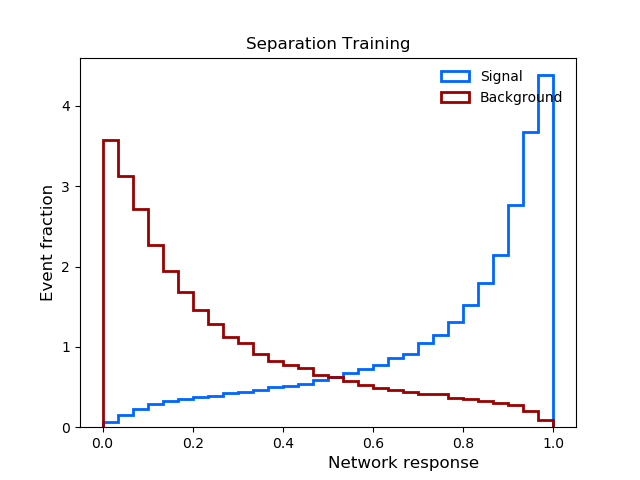 Separation Training
Signal
Background
Event fraction
4
3
2
1
0
0.0 0.2 0.4 0.6 0.8 1.0
Network response